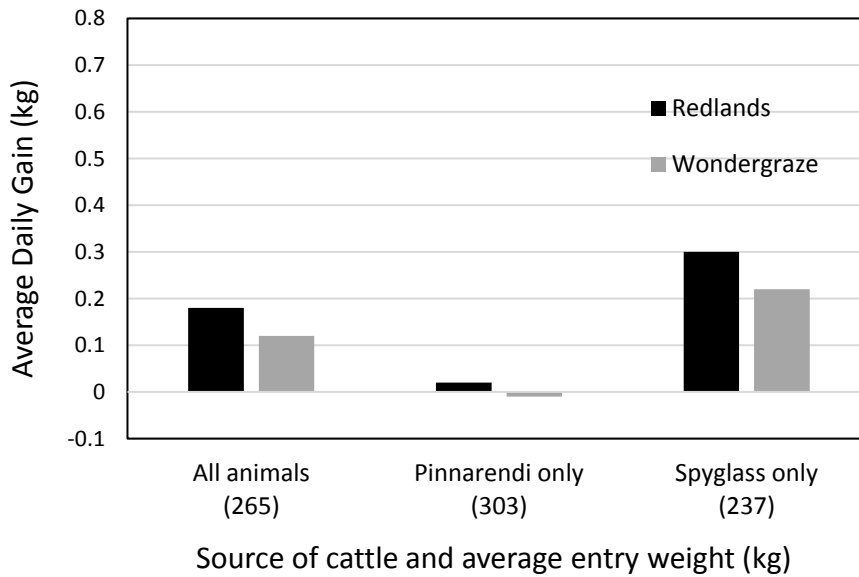 0.8
0.7
0.6
0.5
0.4
0.3
0.2
0.1
0
-0.1
Average Daily Gain (kg)
Redlands
Wondergraze
All animals
(265)
Pinnarendi only
(303)
Spyglass only
(237)
Source of cattle and average entry weight (kg)